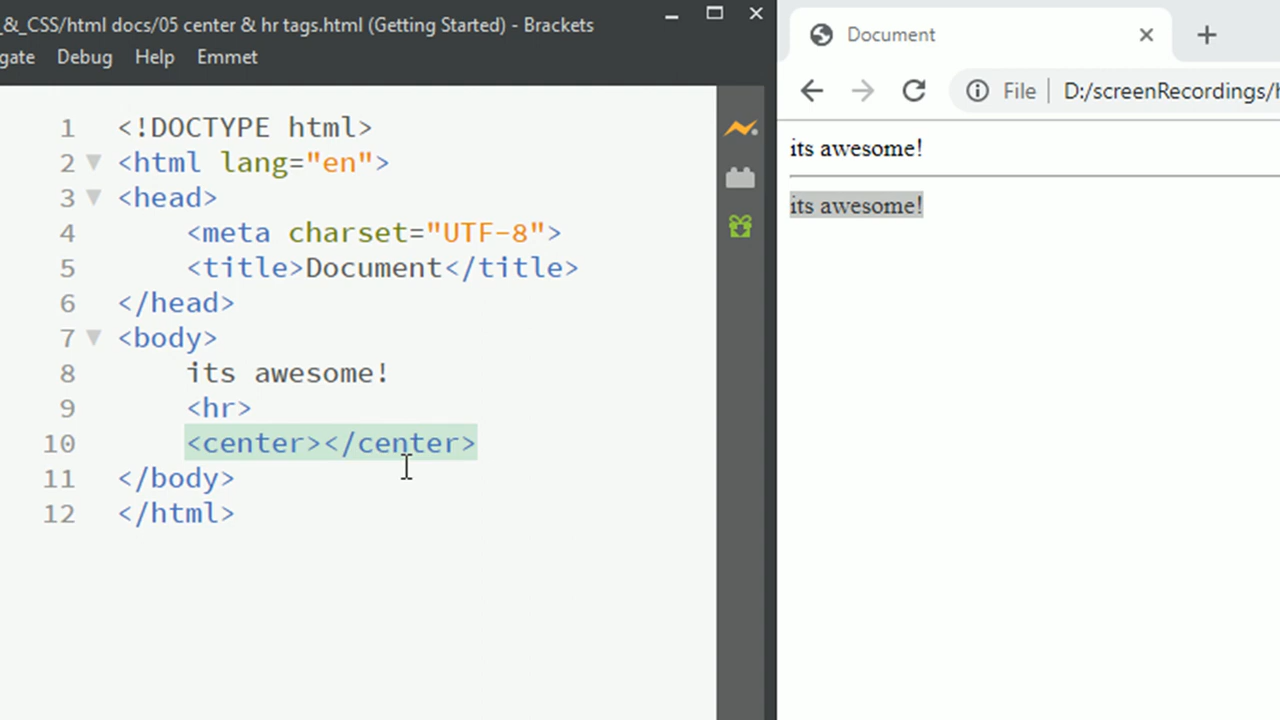 _&_CSS/html docs/05 center & hr tags.html (Getting Started) - Brackets
gate Debug Help Emmet
1 <!DOCTYPE html>
2 <html lang="en">
3 <head>
4 <meta charset="UTF-8">
5 <title>Document</title>
6 </head>
7 <body>
8 its awesome!
9 <hr>
10 <center></center>
11 </body>
12 </html>
Document
File D:/screenRecordings/h
its awesome!
its awesome!